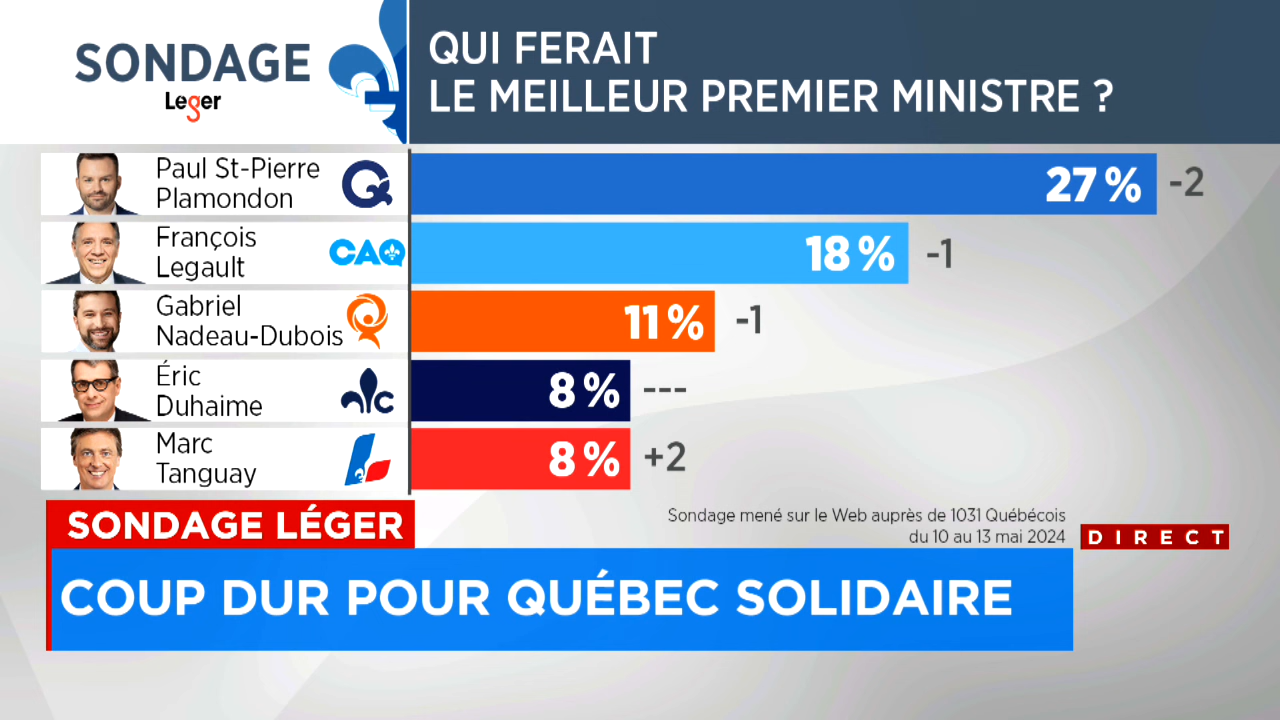 SONDAGE
Leger
QUI FERAIT
LE MEILLEUR PREMIER MINISTRE ?
Paul St-Pierre
Plamondon
27 % -2
François
Legault
CAQ
18 % -1
Gabriel
Nadeau-Dubois
11 % -1
Éric
Duhaime
8 % ---
Marc
Tanguay
8 % +2
SONDAGE LÉGER
Sondage mené sur le Web auprès de 1031 Québécois
du 10 au 13 mai 2024
DIRECT
COUP DUR POUR QUÉBEC SOLIDAIRE